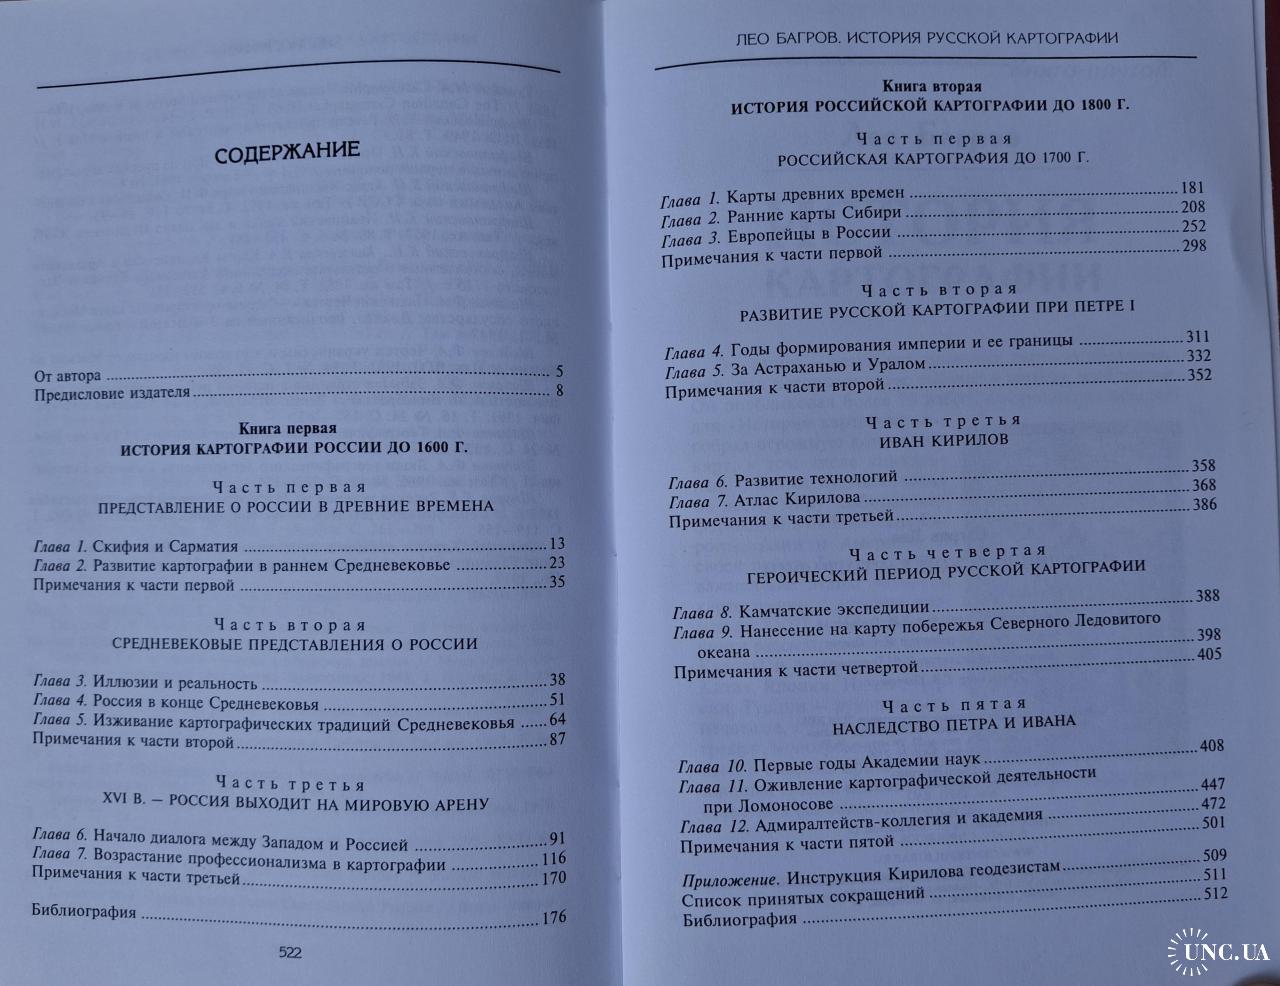 СОДЕРЖАНИЕ
От автора 5
Предисловие издателя 8
Книга первая
ИСТОРИЯ КАРТОГРАФИИ РОССИИ ДО 1600 Г.
Часть первая
ПРЕДСТАВЛЕНИЕ О РОССИИ В ДРЕВНИЕ ВРЕМЕНА
Глава 1. Скифия и Сарматия 13
Глава 2. Развитие картографии в раннем Средневековье 23
Примечания к части первой 35
Часть вторая
СРЕДНЕВЕКОВЫЕ ПРЕДСТАВЛЕНИЯ О РОССИИ
Глава 3. Иллюзии и реальность 38
Глава 4. Россия в конце Средневековья 51
Глава 5. Изживание картографических традиций Средневековья 64
Примечания к части второй 87
Часть третья
XVI В. — РОССИЯ ВЫХОДИТ НА МИРОВУЮ АРЕНУ
Глава 6. Начало диалога между Западом и Россией 91
Глава 7. Возрастание профессионализма в картографии 116
Примечания к части третьей 170
Библиография 176
522
ЛЕО БАГРОВ. ИСТОРИЯ РУССКОЙ КАРТОГРАФИИ
Книга вторая
ИСТОРИЯ РОССИЙСКОЙ КАРТОГРАФИИ ДО 1800 Г.
Часть первая
РОССИЙСКАЯ КАРТОГРАФИЯ ДО 1700 Г.
Глава 1. Карты древних времен 181
Глава 2. Ранние карты Сибири 208
Глава 3. Европейцы в России 252
Примечания к части первой 298
Часть вторая
РАЗВИТИЕ РУССКОЙ КАРТОГРАФИИ ПРИ ПЕТРЕ I
Глава 4. Годы формирования империи и ее границы 311
Глава 5. За Астраханью и Уралом 332
Примечания к части второй 352
Часть третья
ИВАН КИРИЛОВ
Глава 6. Развитие технологий 358
Глава 7. Атлас Кирилова 368
Примечания к части третьей 386
Часть четвертая
ГЕРОИЧЕСКИЙ ПЕРИОД РУССКОЙ КАРТОГРАФИИ
Глава 8. Камчатские экспедиции 388
Глава 9. Нанесение на карту побережья Северного Ледовитого
океана 398
Примечания к части четвертой 405
Часть пятая
НАСЛЕДСТВО ПЕТРА И ИВАНА
Глава 10. Первые годы Академии наук 408
Глава 11. Оживление картографической деятельности
при Ломоносове 447
Глава 12. Адмиралтейств-коллегия и академия 472
Примечания к части пятой 501
Приложение. Инструкция Кирилова геодезистам 509
Список принятых сокращений 511
Библиография 512
UNC.UA